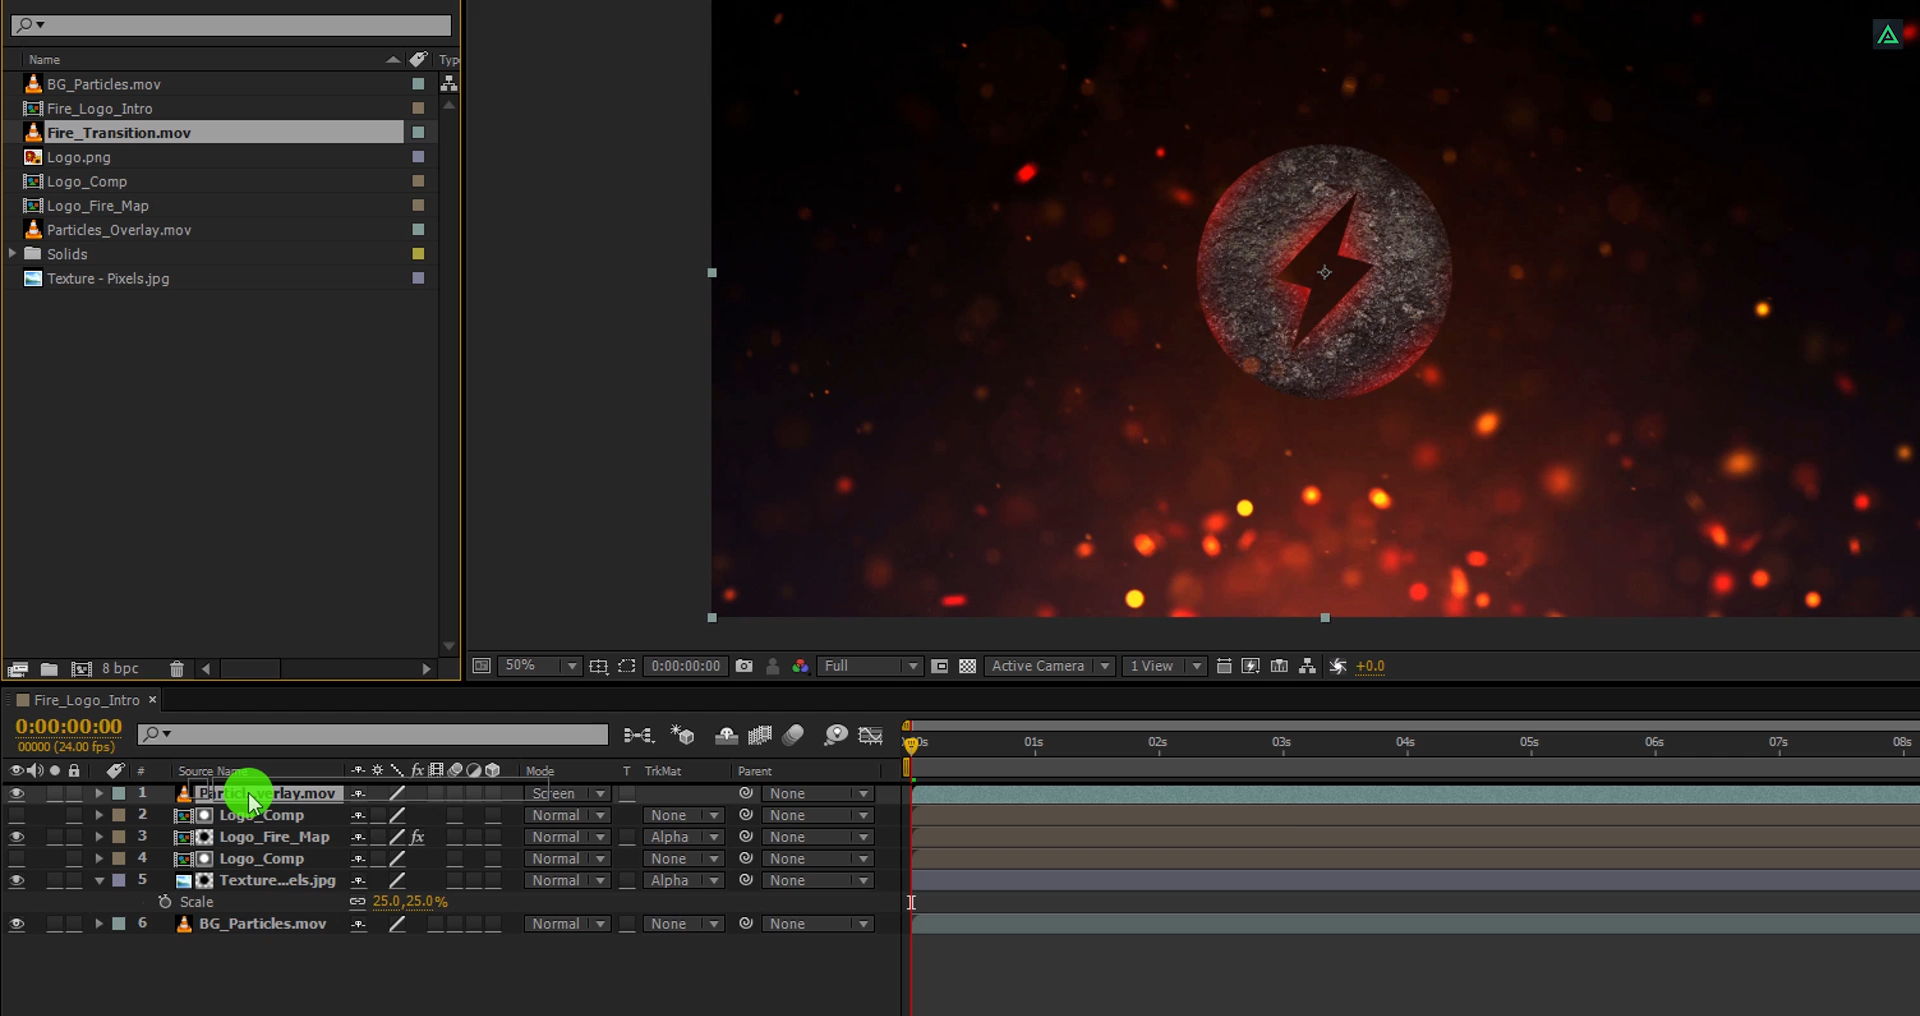 Name Type
BG_Particles.mov
Fire_Logo_Intro
Fire_Transition.mov
Logo.png
Logo_Comp
Logo_Fire_Map
Particles_Overlay.mov
Solids
Texture - Pixels.jpg
8 bpc
50% 0:00:00:00 Full Active Camera 1 View +0.0
Fire_Logo_Intro ×
0:00:00:00
00000 (24.00 fps)
01s 02s 03s 04s 05s 06s 07s 08s
# Source Name fx Mode T TrkMat Parent
1 Screen None
2 Logo_Comp Normal None None
3 Logo_Fire_Map fx Normal Alpha None
4 Logo_Comp Normal None None
5 Texture...els.jpg Normal Alpha None
Scale 25.0,25.0%
6 BG_Particles.mov Normal None None